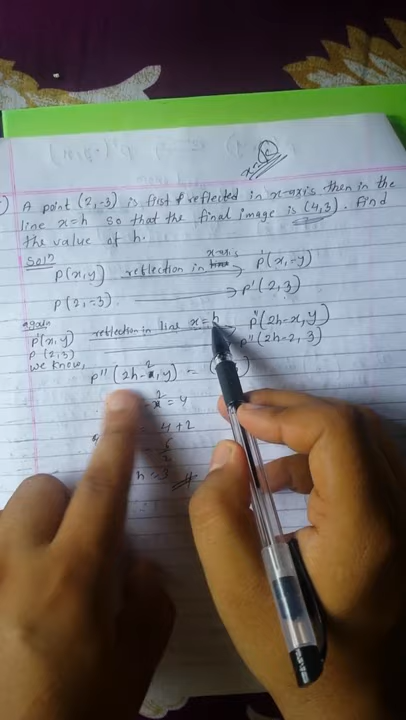 A point (2,-3) is first reflected in x-axis then in the
line x=h so that the final image is (4,3). Find
the value of h.
Soln
P(x,y) reflection in x-axis → P'(x,-y)
P(2,-3) → P'(2,3)
again
P'(x,y) reflection in line x=h P''(2h-x,y)
P'(2,3) P''(2h-2, 3)
we know,
P''(2h-2,y) =
2 = 4
4+2
h = 3